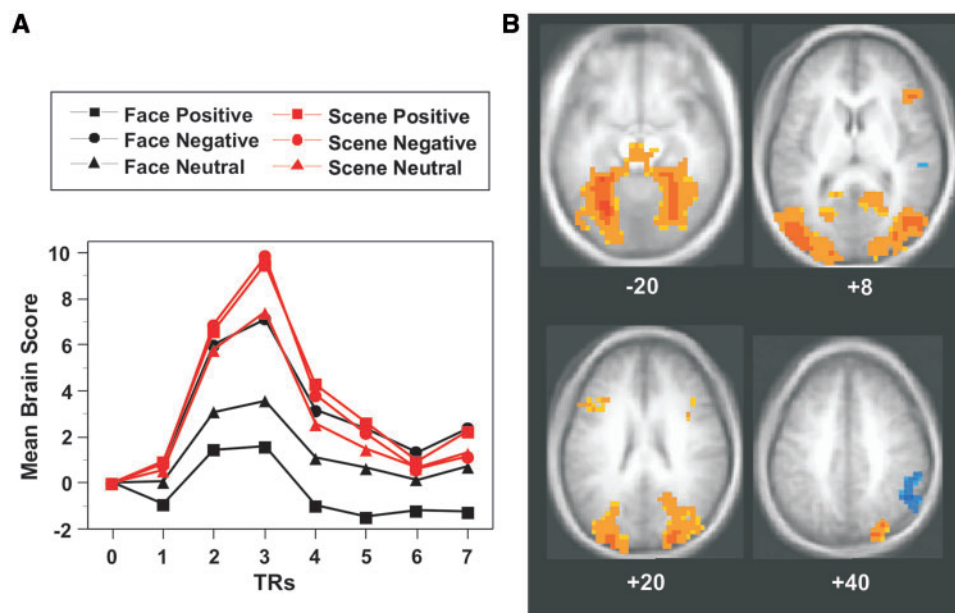 A
Face Positive
Face Negative
Face Neutral
Scene Positive
Scene Negative
Scene Neutral
Mean Brain Score
10
8
6
4
2
0
-2
0 1 2 3 4 5 6 7
TRs
B
-20 +8
+20 +40